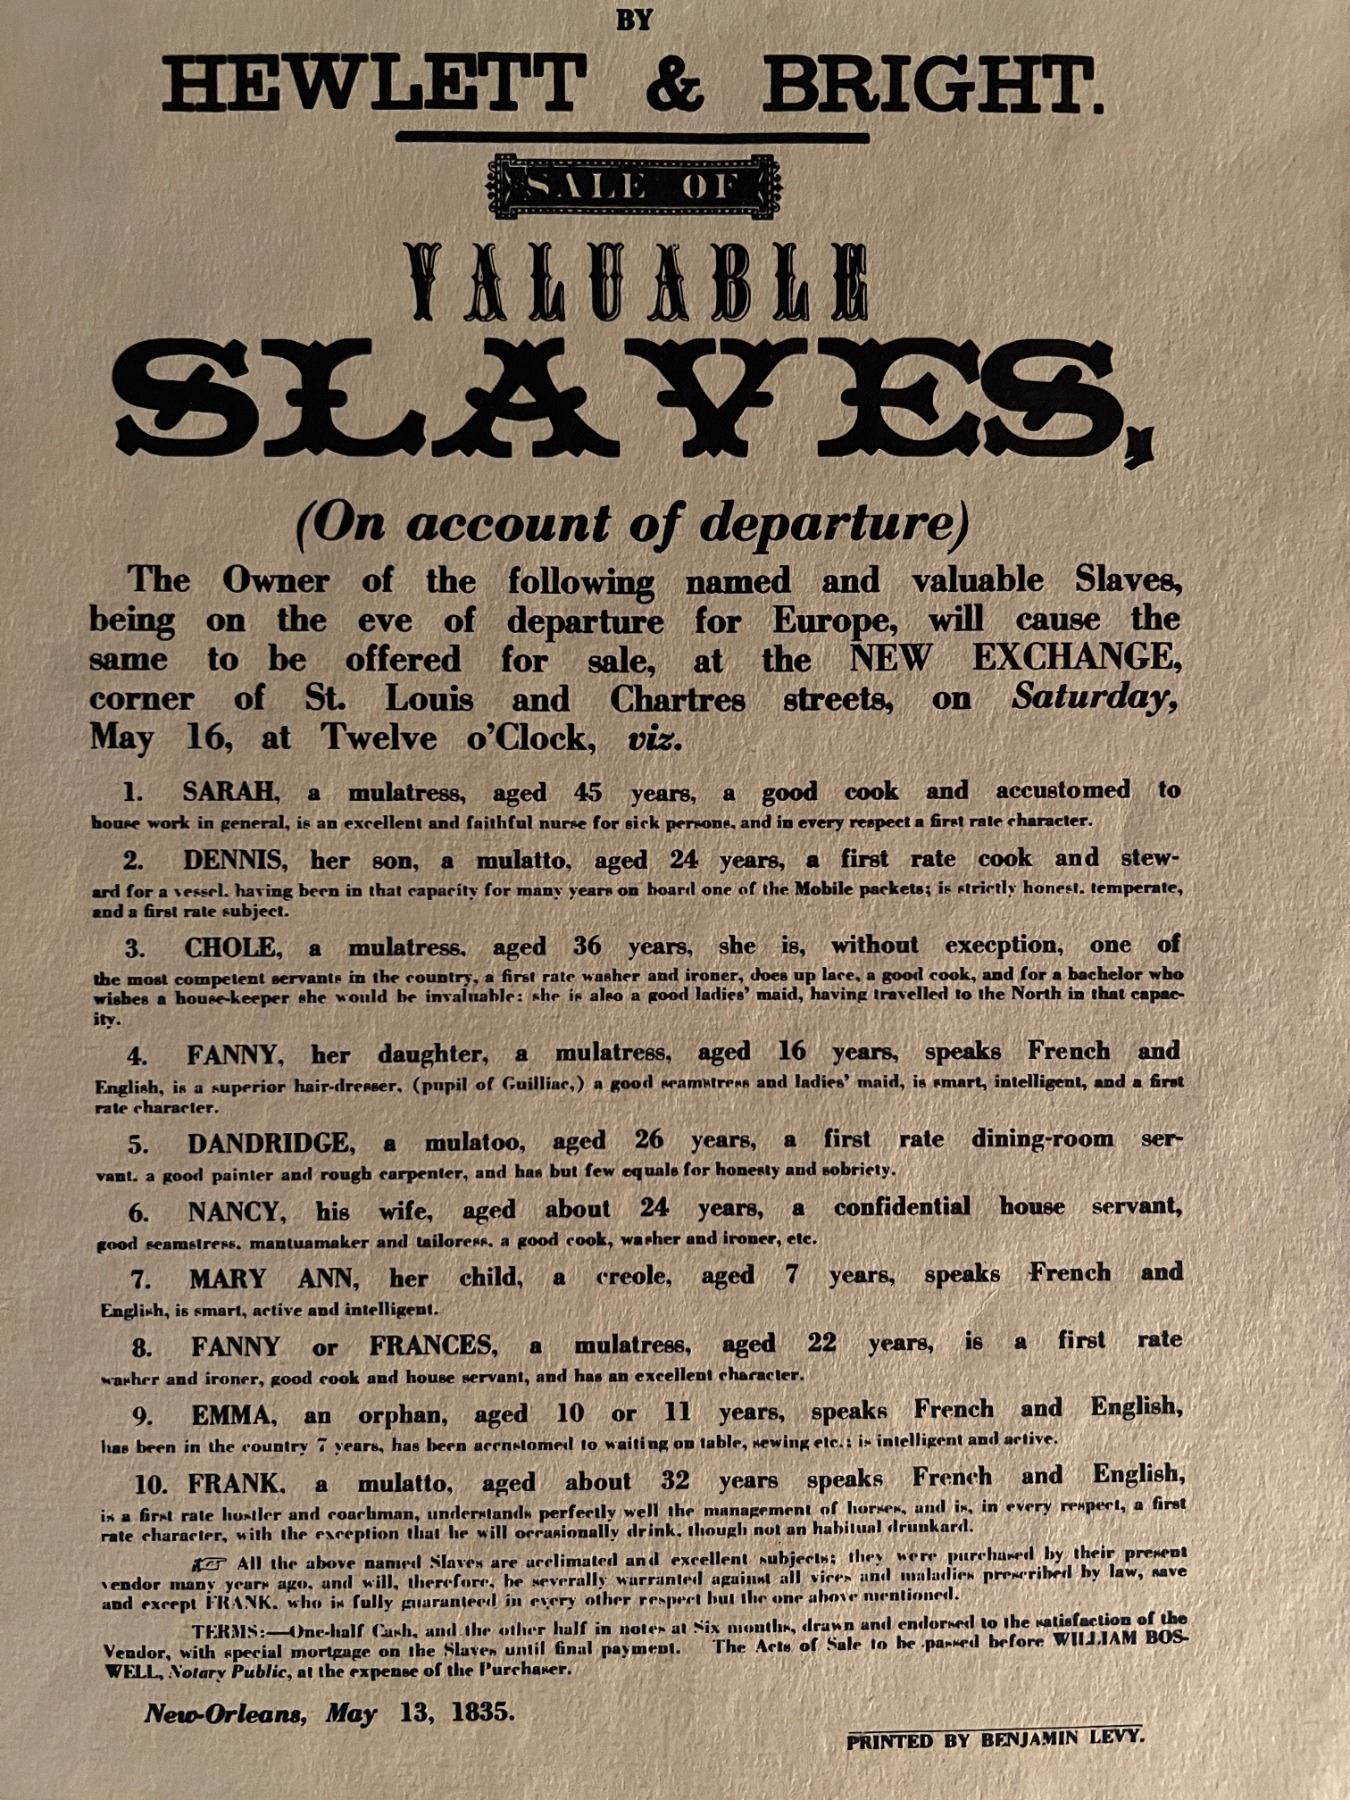 BY
HEWLETT & BRIGHT.
SALE OF
VALUABLE
SLAVES,
(On account of departure)
The Owner of the following named and valuable Slaves,
being on the eve of departure for Europe, will cause the
same to be offered for sale, at the NEW EXCHANGE,
corner of St. Louis and Chartres streets, on Saturday,
May 16, at Twelve o'Clock, viz.
1. SARAH, a mulatress, aged 45 years, a good cook and accustomed to
house work in general, is an excellent and faithful nurse for sick persons, and in every respect a first rate character.
2. DENNIS, her son, a mulatto, aged 24 years, a first rate cook and stew-
ard for a vessel, having been in that capacity for many years on board one of the Mobile packets; is strictly honest, temperate,
and a first rate subject.
3. CHOLE, a mulatress, aged 36 years, she is, without execption, one of
the most competent servants in the country, a first rate washer and ironer, does up lace, a good cook, and for a bachelor who
wishes a house-keeper she would be invaluable: she is also a good ladies' maid, having travelled to the North in that capac-
ity.
4. FANNY, her daughter, a mulatress, aged 16 years, speaks French and
English, is a superior hair-dresser, (pupil of Guilliac,) a good seamstress and ladies' maid, is smart, intelligent, and a first
rate character.
5. DANDRIDGE, a mulatoo, aged 26 years, a first rate dining-room ser-
vant, a good painter and rough carpenter, and has but few equals for honesty and sobriety.
6. NANCY, his wife, aged about 24 years, a confidential house servant,
good seamstress, mantuamaker and tailoress, a good cook, washer and ironer, etc.
7. MARY ANN, her child, a creole, aged 7 years, speaks French and
English, is smart, active and intelligent.
8. FANNY or FRANCES, a mulatress, aged 22 years, is a first rate
washer and ironer, good cook and house servant, and has an excellent character.
9. EMMA, an orphan, aged 10 or 11 years, speaks French and English,
has been in the country 7 years, has been accnstomed to waiting on table, sewing etc.; is intelligent and active.
10. FRANK, a mulatto, aged about 32 years speaks French and English,
is a first rate hostler and coachman, understands perfectly well the management of horses, and is, in every respect, a first
rate character, with the exception that he will occasionally drink, though not an habitual drunkard.
☞ All the above named Slaves are acclimated and excellent subjects; they were purchased by their present
vendor many years ago, and will, therefore, be severally warranted against all vices and maladies prescribed by law, save
and except FRANK, who is fully guaranteed in every other respect but the one above mentioned.
TERMS:—One-half Cash, and the other half in notes at Six months, drawn and endorsed to the satisfaction of the
Vendor, with special mortgage on the Slaves until final payment. The Acts of Sale to be passed before WILLIAM BOS-
WELL, Notary Public, at the expense of the Purchaser.
New-Orleans, May 13, 1835.
PRINTED BY BENJAMIN LEVY.